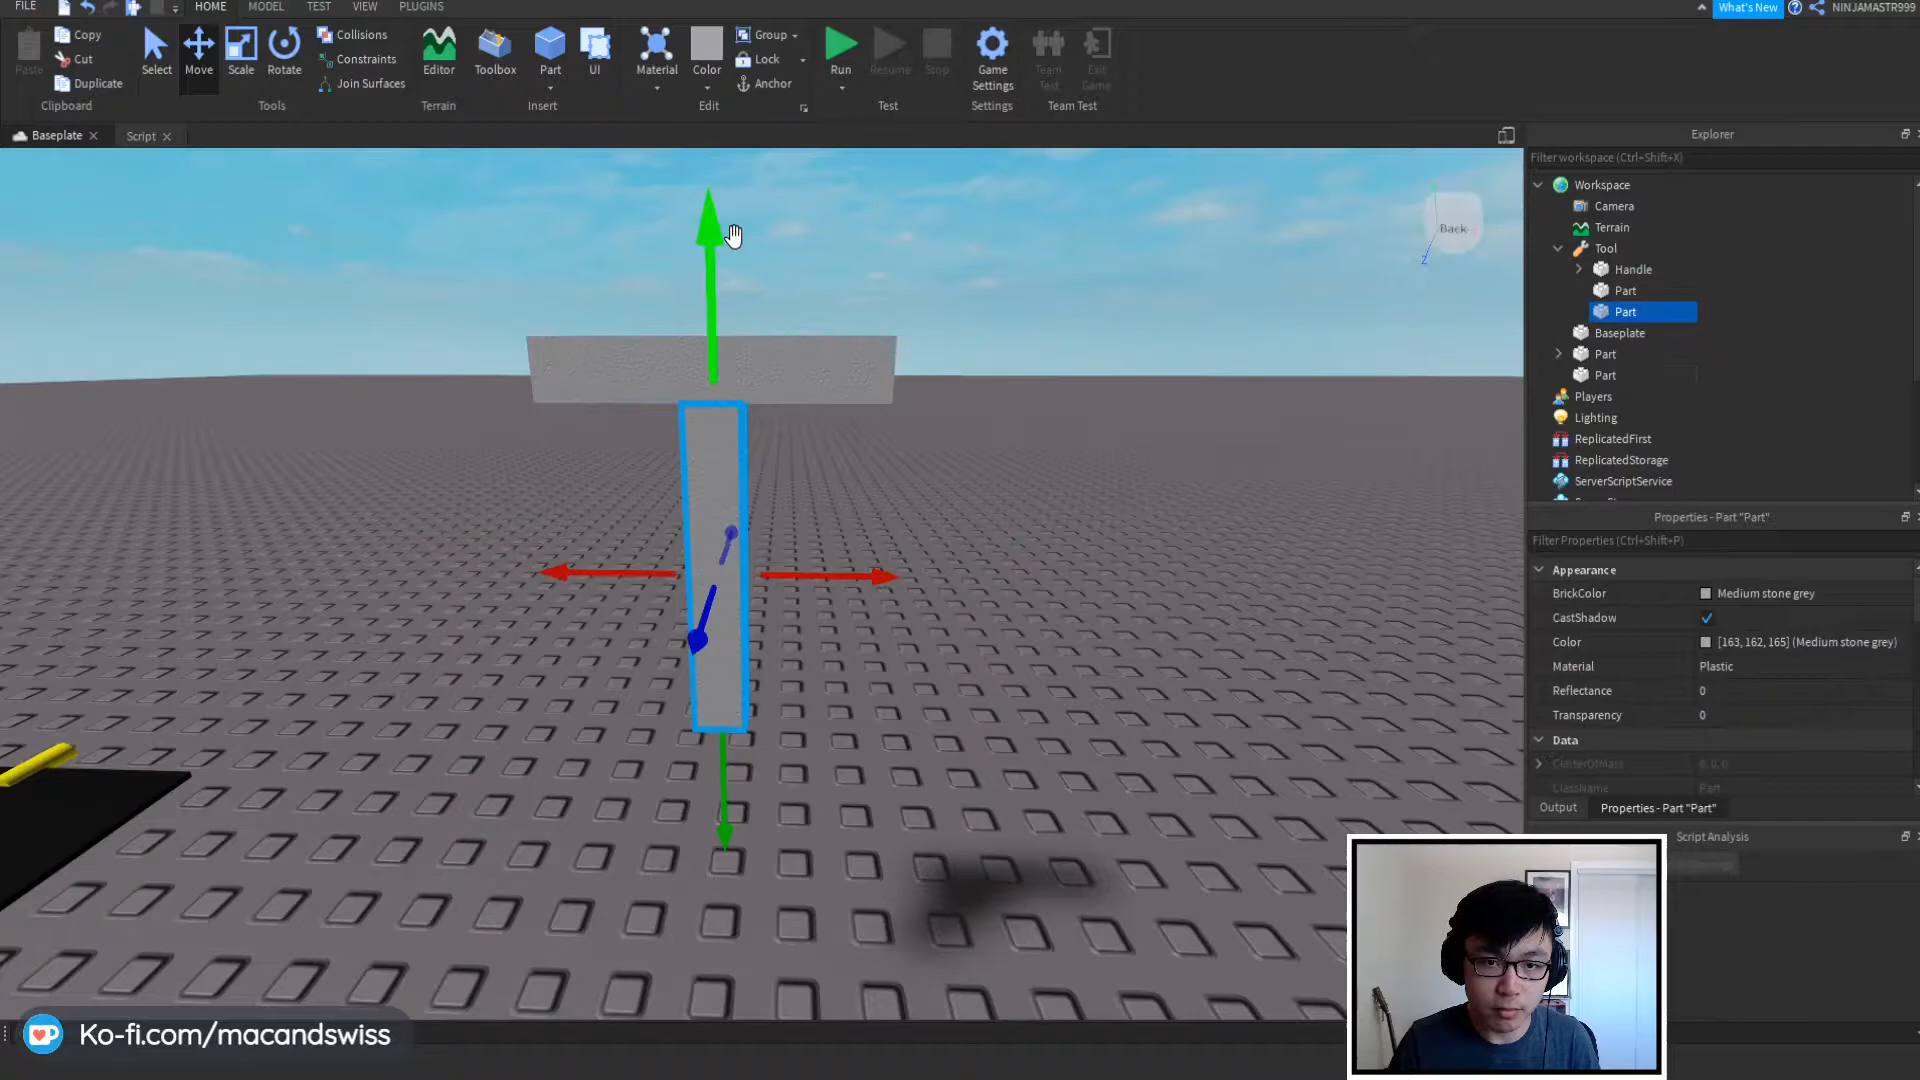 FILE
HOME
MODEL
TEST
VIEW
PLUGINS
What's New
NINJAMASTR999
Paste
Copy
Cut
Duplicate
Clipboard
Select
Move
Scale
Rotate
Collisions
Constraints
Join Surfaces
Tools
Editor
Terrain
Toolbox
Part
UI
Insert
Material
Color
Group
Lock
Anchor
Edit
Run
Resume
Stop
Test
Game
Settings
Settings
Team
Test
Exit
Game
Team Test
Baseplate
Script
Explorer
Filter workspace (Ctrl+Shift+X)
Workspace
Camera
Terrain
Tool
Handle
Part
Part
Baseplate
Part
Part
Players
Lighting
ReplicatedFirst
ReplicatedStorage
ServerScriptService
Back
Z
Properties - Part "Part"
Filter Properties (Ctrl+Shift+P)
Appearance
BrickColor Medium stone grey
CastShadow
Color [163, 162, 165] (Medium stone grey)
Material Plastic
Reflectance 0
Transparency 0
Data
CenterOfMass 0, 0, 0
ClassName Part
Output Properties - Part "Part"
Script Analysis
Ko-fi.com/macandswiss